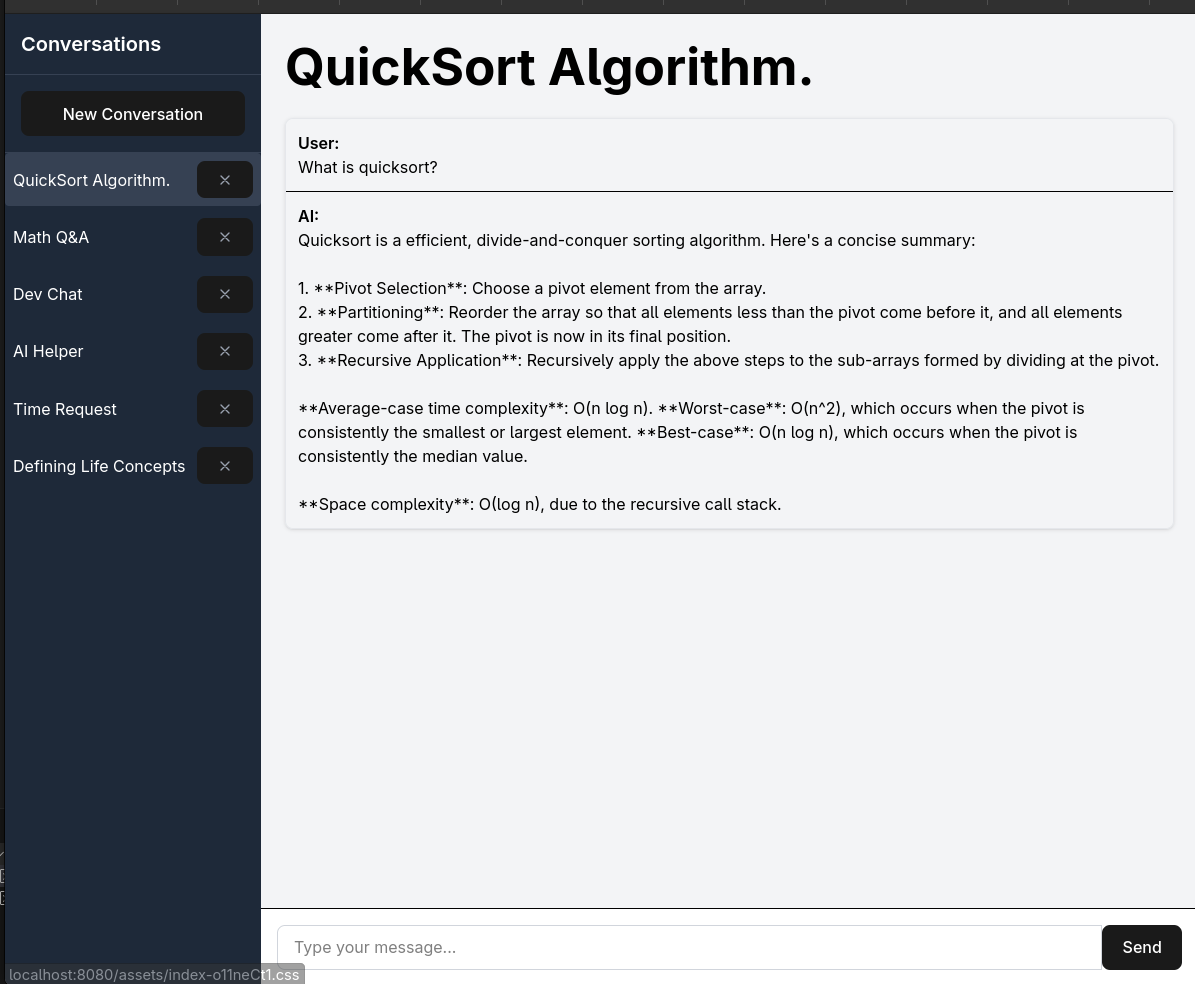 Conversations
New Conversation
QuickSort Algorithm.
Math Q&A
Dev Chat
AI Helper
Time Request
Defining Life Concepts
QuickSort Algorithm.
User:
What is quicksort?
AI:
Quicksort is a efficient, divide-and-conquer sorting algorithm. Here's a concise summary:
1. **Pivot Selection**: Choose a pivot element from the array.
2. **Partitioning**: Reorder the array so that all elements less than the pivot come before it, and all elements
greater come after it. The pivot is now in its final position.
3. **Recursive Application**: Recursively apply the above steps to the sub-arrays formed by dividing at the pivot.
**Average-case time complexity**: O(n log n). **Worst-case**: O(n^2), which occurs when the pivot is
consistently the smallest or largest element. **Best-case**: O(n log n), which occurs when the pivot is
consistently the median value.
**Space complexity**: O(log n), due to the recursive call stack.
Type your message...
Send
localhost:8080/assets/index-o11neCt1.css